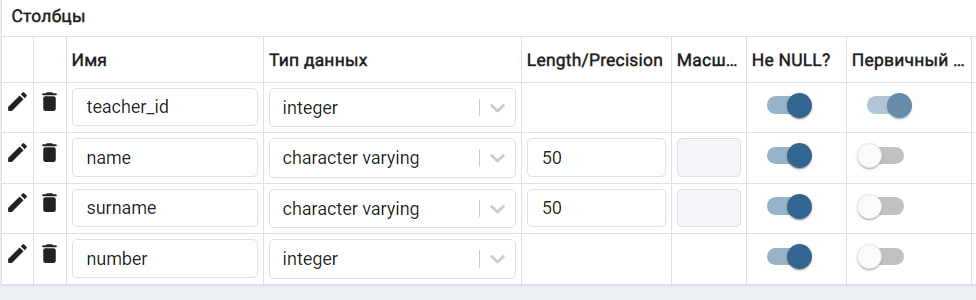 Столбцы
Имя Тип данных Length/Precision Масш... Не NULL? Первичный ...
teacher_id integer
name character varying 50
surname character varying 50
number integer